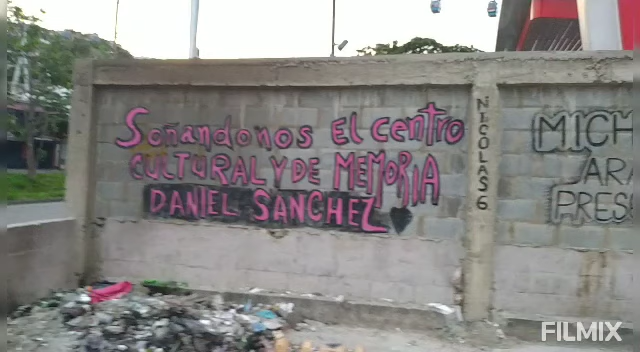 Soñandonos El centro
CULTURAL Y DE MEMORIA
DANIEL SANCHEZ
NICOLAS 6
MICH
ARA
PRES
FILMIX